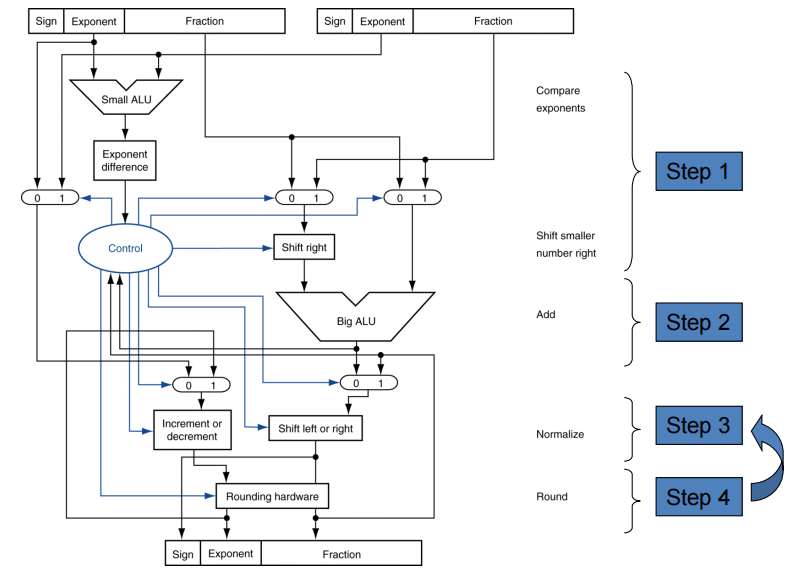 Sign Exponent Fraction
Sign Exponent Fraction
Small ALU
Compare
exponents
Exponent
difference
Step 1
0 1
0 1
0 1
Control
Shift right
Shift smaller
number right
Big ALU
Add
Step 2
0 1
0 1
Increment or
decrement
Shift left or right
Normalize
Step 3
Rounding hardware
Round
Step 4
Sign Exponent Fraction